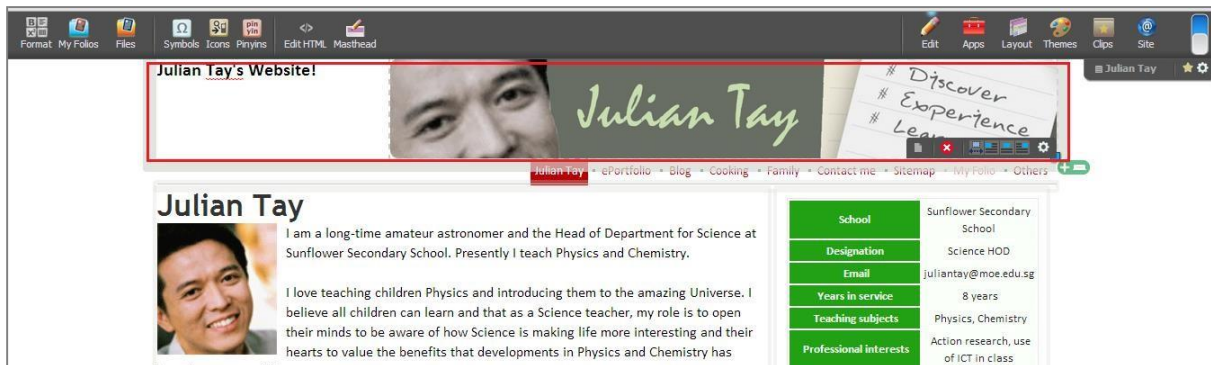 Format My Folios Files Symbols Icons Pinyins Edit HTML Masthead Edit Apps Layout Themes Clips Site
Julian Tay's Website!
Julian Tay
# Discover
# Experience
# Lear
Julian Tay
Julian Tay • ePortfolio • Blog • Cooking • Family • Contact me • Sitemap • My Folio • Others
Julian Tay
I am a long-time amateur astronomer and the Head of Department for Science at
Sunflower Secondary School. Presently I teach Physics and Chemistry.
I love teaching children Physics and introducing them to the amazing Universe. I
believe all children can learn and that as a Science teacher, my role is to open
their minds to be aware of how Science is making life more interesting and their
hearts to value the benefits that developments in Physics and Chemistry has
School Sunflower Secondary
School
Designation Science HOD
Email juliantay@moe.edu.sg
Years in service 8 years
Teaching subjects Physics, Chemistry
Professional interests Action research, use
of ICT in class